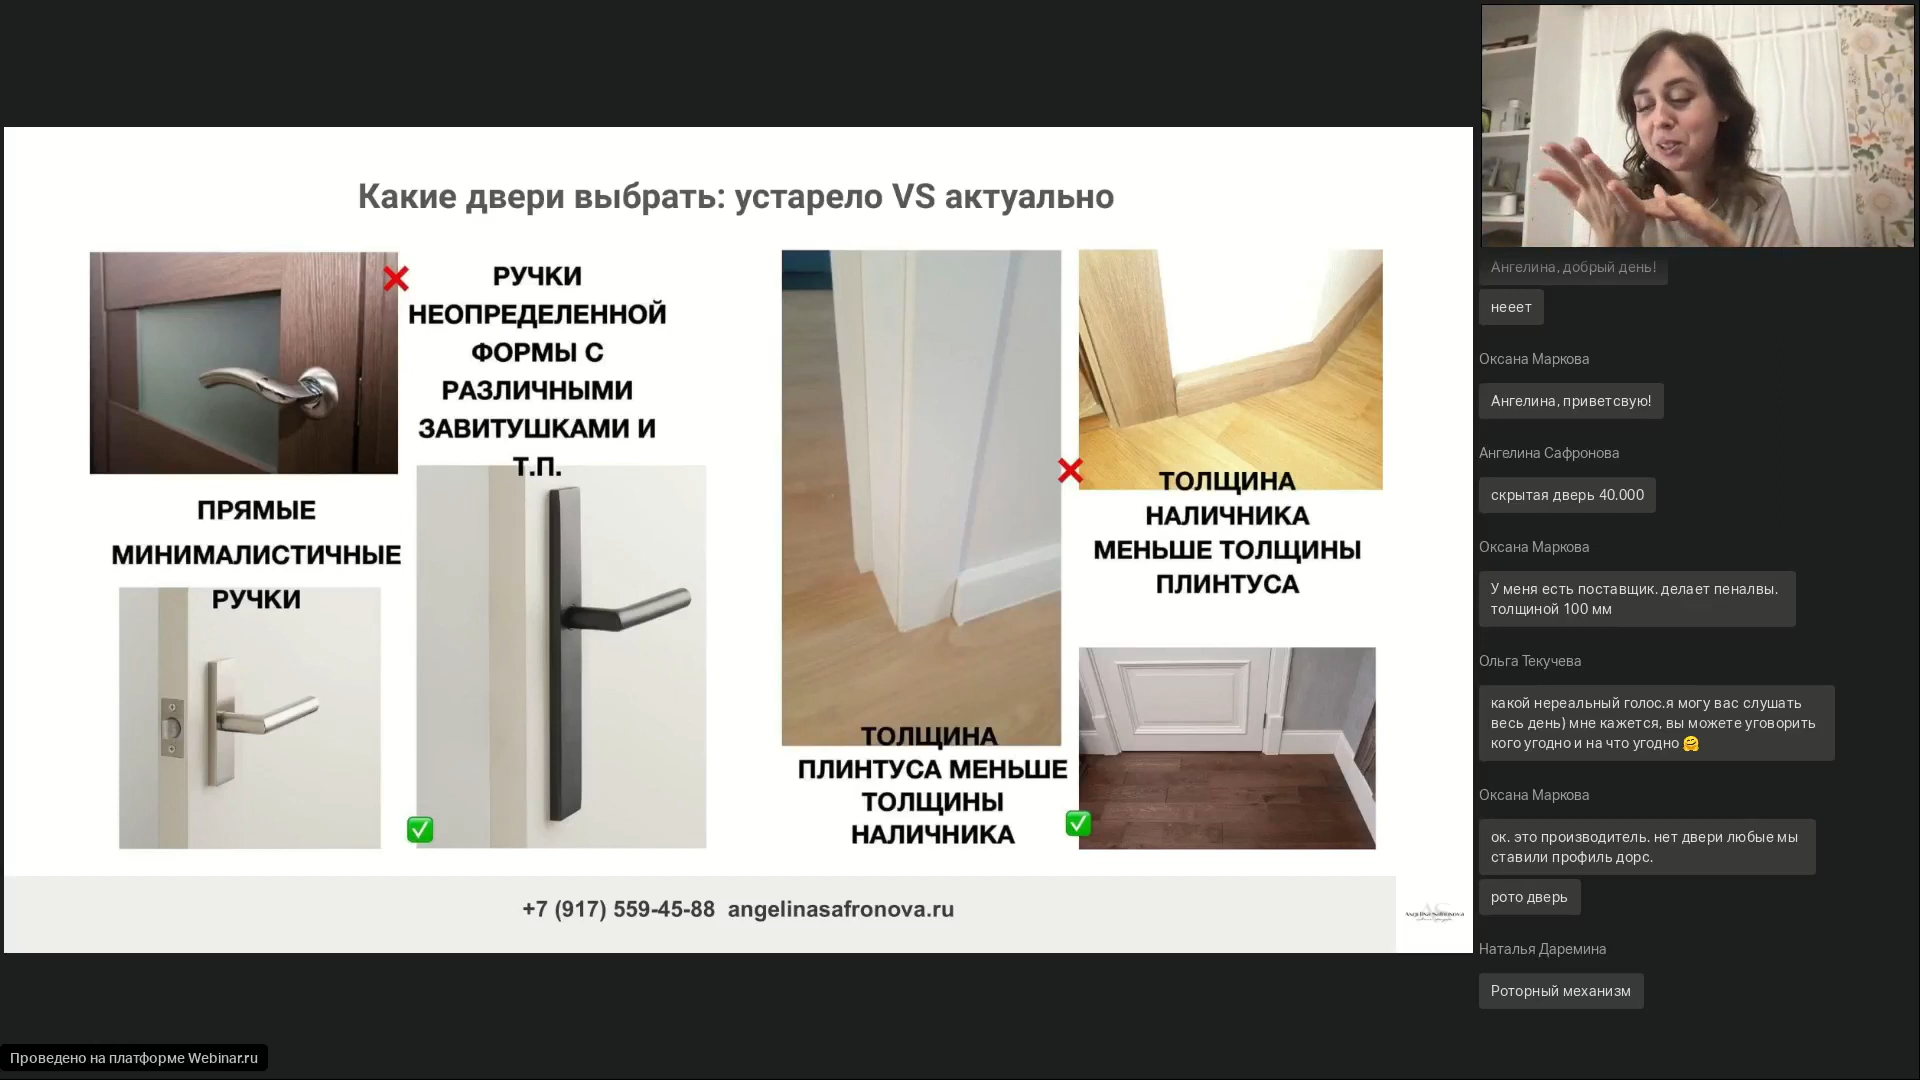 Какие двери выбрать: устарело VS актуально
РУЧКИ
НЕОПРЕДЕЛЕННОЙ
ФОРМЫ С
РАЗЛИЧНЫМИ
ЗАВИТУШКАМИ И
Т.П.
ПРЯМЫЕ
МИНИМАЛИСТИЧНЫЕ
РУЧКИ
ТОЛЩИНА
НАЛИЧНИКА
МЕНЬШЕ ТОЛЩИНЫ
ПЛИНТУСА
ТОЛЩИНА
ПЛИНТУСА МЕНЬШЕ
ТОЛЩИНЫ
НАЛИЧНИКА
+7 (917) 559-45-88 angelinasafronova.ru
Angelina Safronova
Ангелина, добрый день!
нееет
Оксана Маркова
Ангелина, приветсвую!
Ангелина Сафронова
скрытая дверь 40.000
Оксана Маркова
У меня есть поставщик. делает пеналвы.
толщиной 100 мм
Ольга Текучева
какой нереальный голос.я могу вас слушать
весь день) мне кажется, вы можете уговорить
кого угодно и на что угодно 🤗
Оксана Маркова
ок. это производитель. нет двери любые мы
ставили профиль дорс.
рото дверь
Наталья Даремина
Роторный механизм
Проведено на платформе Webinar.ru